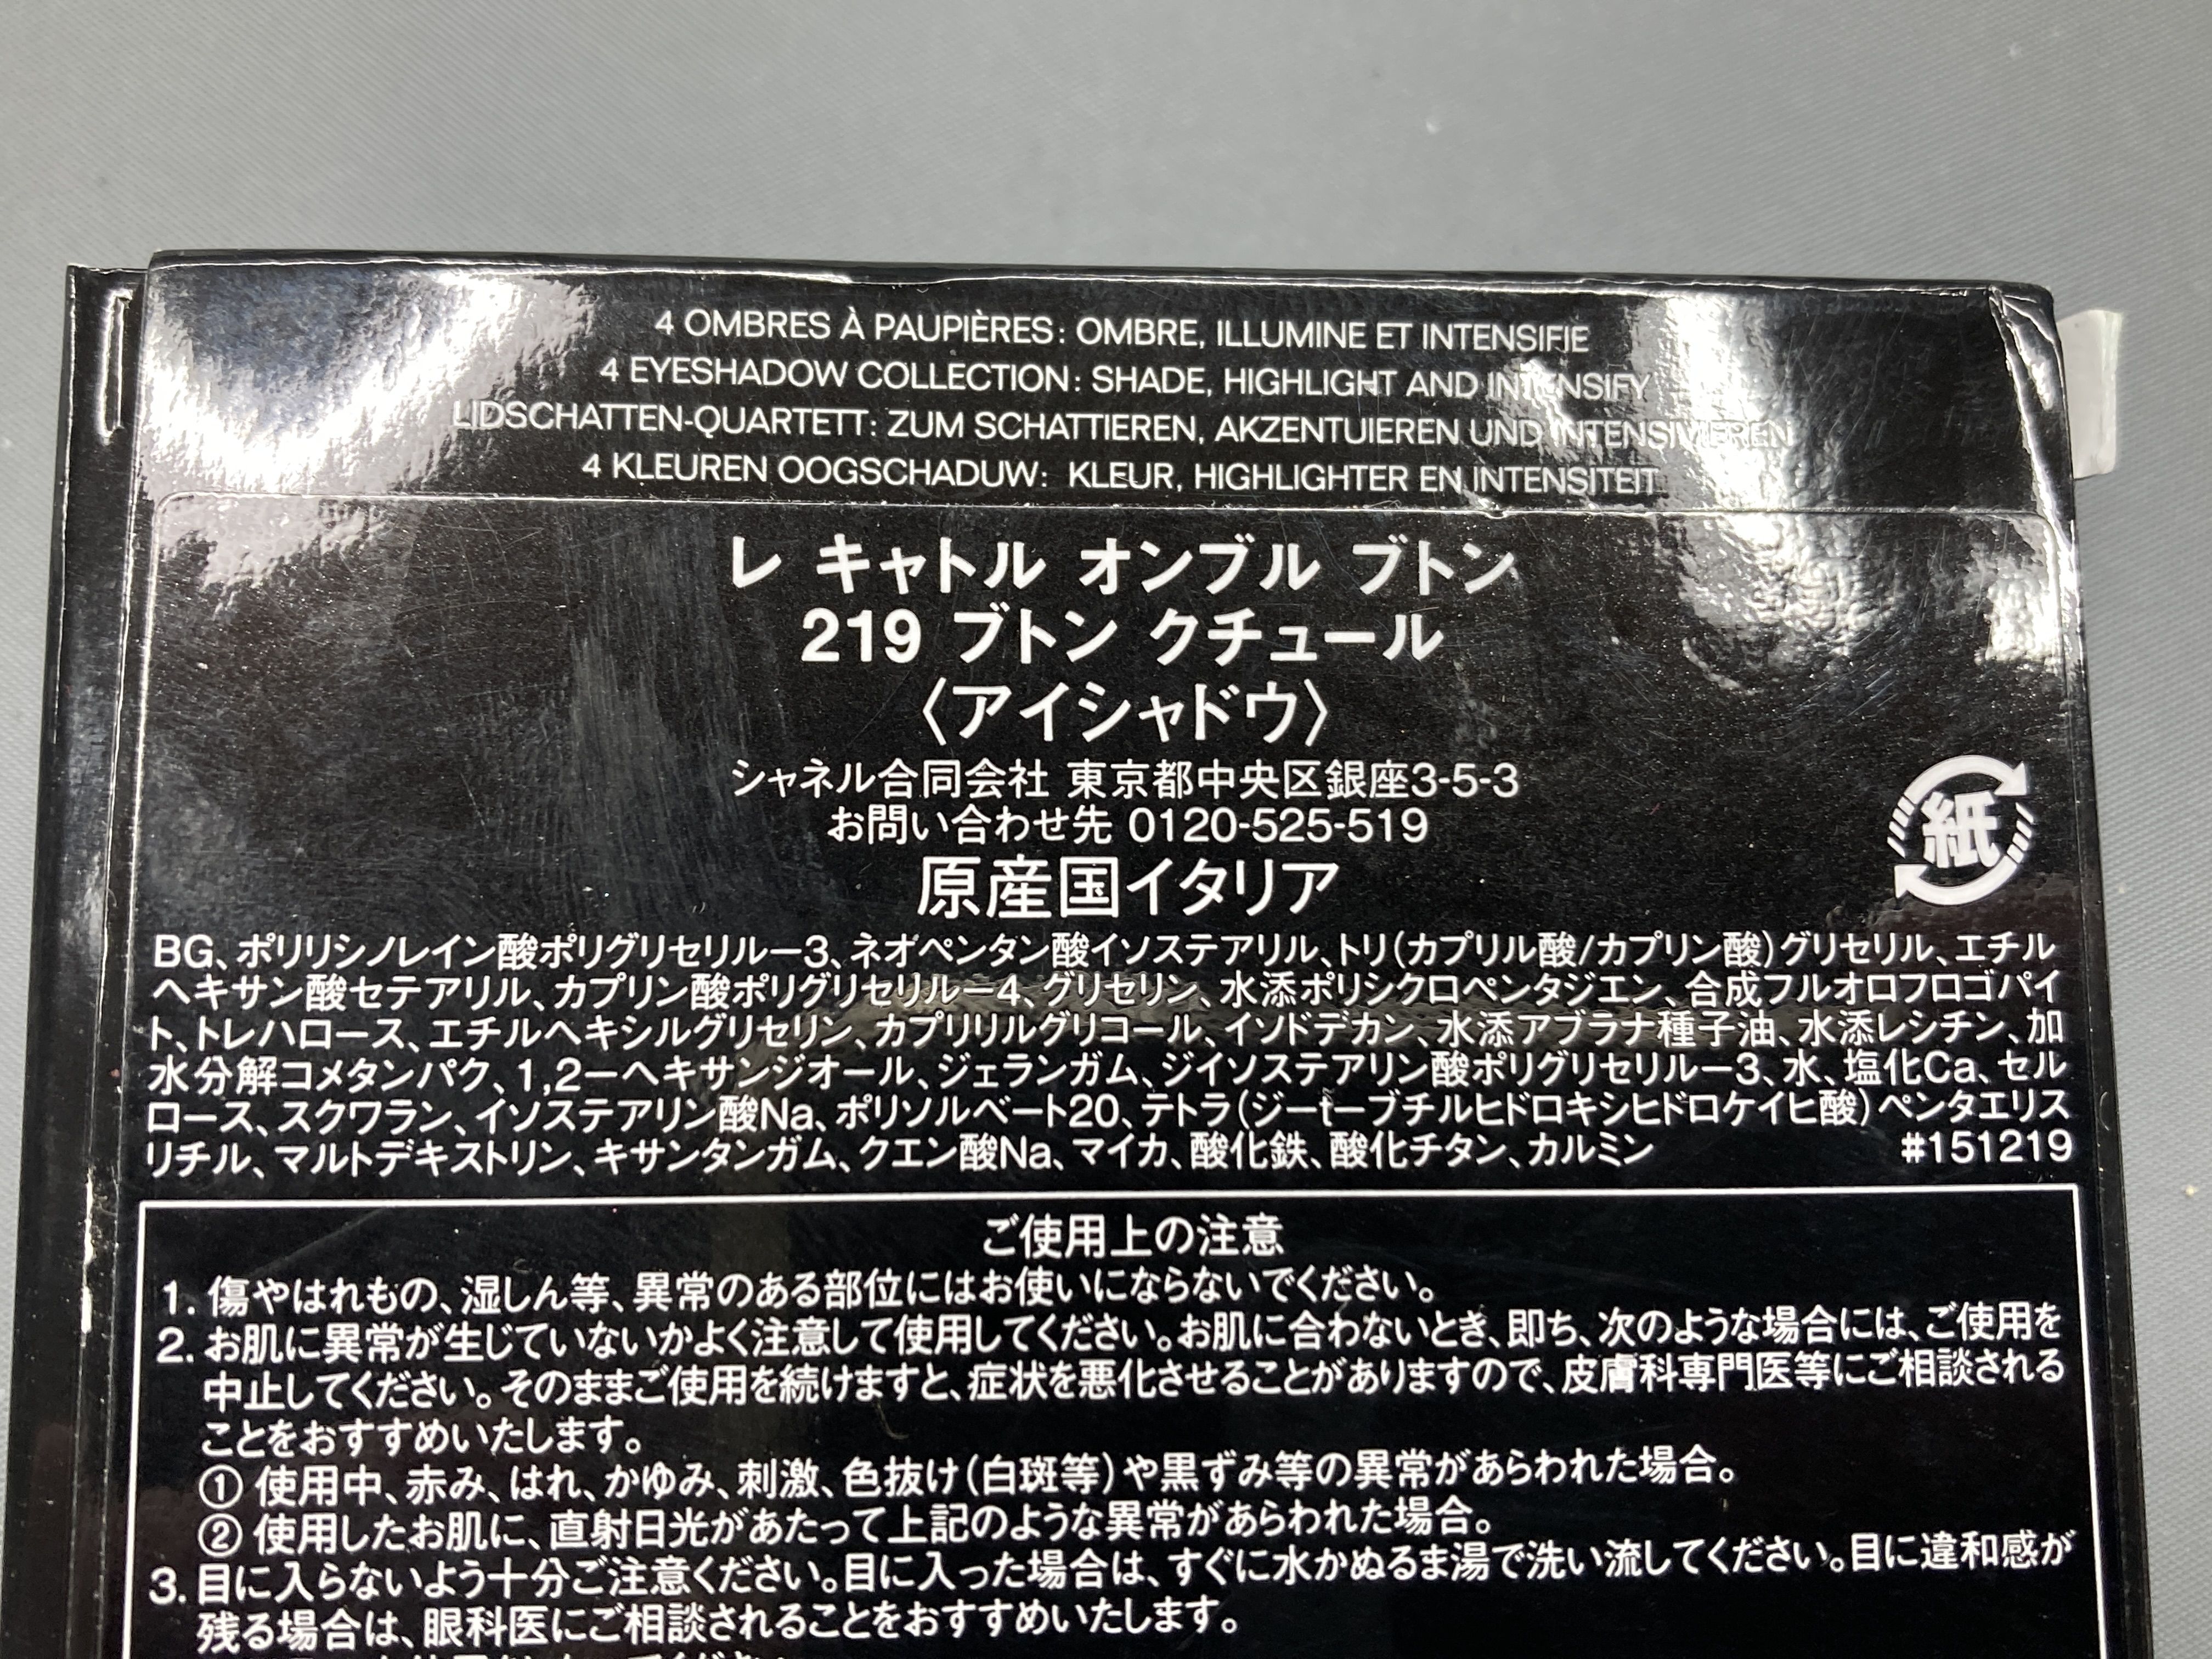 4 OMBRES À PAUPIÈRES: OMBRE, ILLUMINE ET INTENSIFIE
4 EYESHADOW COLLECTION: SHADE, HIGHLIGHT AND INTENSIFY
LIDSCHATTEN-QUARTETT: ZUM SCHATTIEREN, AKZENTUIEREN UND INTENSIVIEREN
4 KLEUREN OOGSCHADUW: KLEUR, HIGHLIGHTER EN INTENSITEIT
レ キャトル オンブル ブトン
219 ブトン クチュール
〈アイシャドウ〉
シャネル合同会社 東京都中央区銀座3-5-3
お問い合わせ先 0120-525-519
原産国イタリア
紙
BG、ポリリシノレイン酸ポリグリセリル－3、ネオペンタン酸イソステアリル、トリ(カプリル酸/カプリン酸)グリセリル、エチル
ヘキサン酸セテアリル、カプリン酸ポリグリセリル－4、グリセリン、水添ポリシクロペンタジエン、合成フルオロフロゴパイ
ト、トレハロース、エチルヘキシルグリセリン、カプリリルグリコール、イソドデカン、水添アブラナ種子油、水添レシチン、加
水分解コメタンパク、1,2－ヘキサンジオール、ジェランガム、ジイソステアリン酸ポリグリセリル－3、水、塩化Ca、セル
ロース、スクワラン、イソステアリン酸Na、ポリソルベート20、テトラ(ジ－t－ブチルヒドロキシヒドロケイヒ酸)ペンタエリス
リチル、マルトデキストリン、キサンタンガム、クエン酸Na、マイカ、酸化鉄、酸化チタン、カルミン #151219
ご使用上の注意
1. 傷やはれもの、湿しん等、異常のある部位にはお使いにならないでください。
2. お肌に異常が生じていないかよく注意して使用してください。お肌に合わないとき、即ち、次のような場合には、ご使用を
中止してください。そのままご使用を続けますと、症状を悪化させることがありますので、皮膚科専門医等にご相談される
ことをおすすめいたします。
① 使用中、赤み、はれ、かゆみ、刺激、色抜け(白斑等)や黒ずみ等の異常があらわれた場合。
② 使用したお肌に、直射日光があたって上記のような異常があらわれた場合。
3. 目に入らないよう十分ご注意ください。目に入った場合は、すぐに水かぬるま湯で洗い流してください。目に違和感が
残る場合は、眼科医にご相談されることをおすすめいたします。